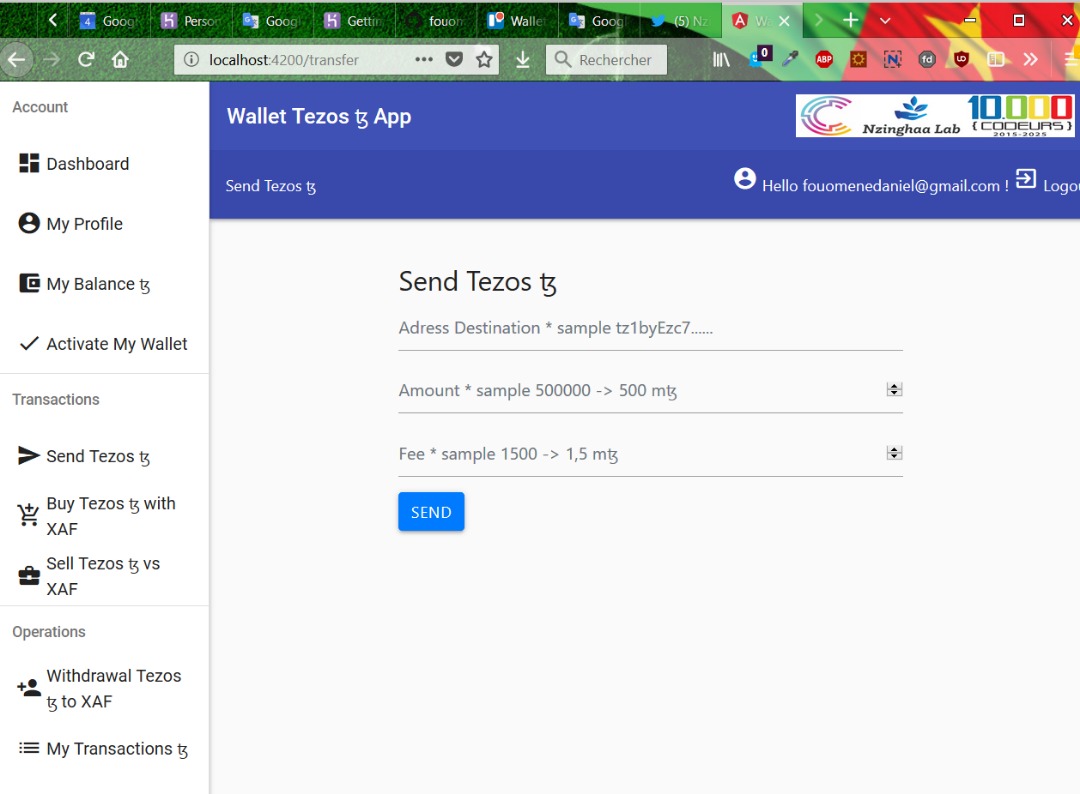 4 Goog
Perso
Goog
Gettin
fouom
Wallet
Goog
(5) Nz
localhost:4200/transfer
Rechercher
0
ABP
N
fd
Account
Dashboard
My Profile
My Balance ꜩ
Activate My Wallet
Transactions
Send Tezos ꜩ
Buy Tezos ꜩ with
XAF
Sell Tezos ꜩ vs
XAF
Operations
Withdrawal Tezos
ꜩ to XAF
My Transactions ꜩ
Wallet Tezos ꜩ App
Nzinghaa Lab
10.000
{CODEURS}
2015-2025
Send Tezos ꜩ
Hello fouomenedaniel@gmail.com !
Logou
Send Tezos ꜩ
Adress Destination * sample tz1byEzc7......
Amount * sample 500000 -> 500 mꜩ
Fee * sample 1500 -> 1,5 mꜩ
SEND